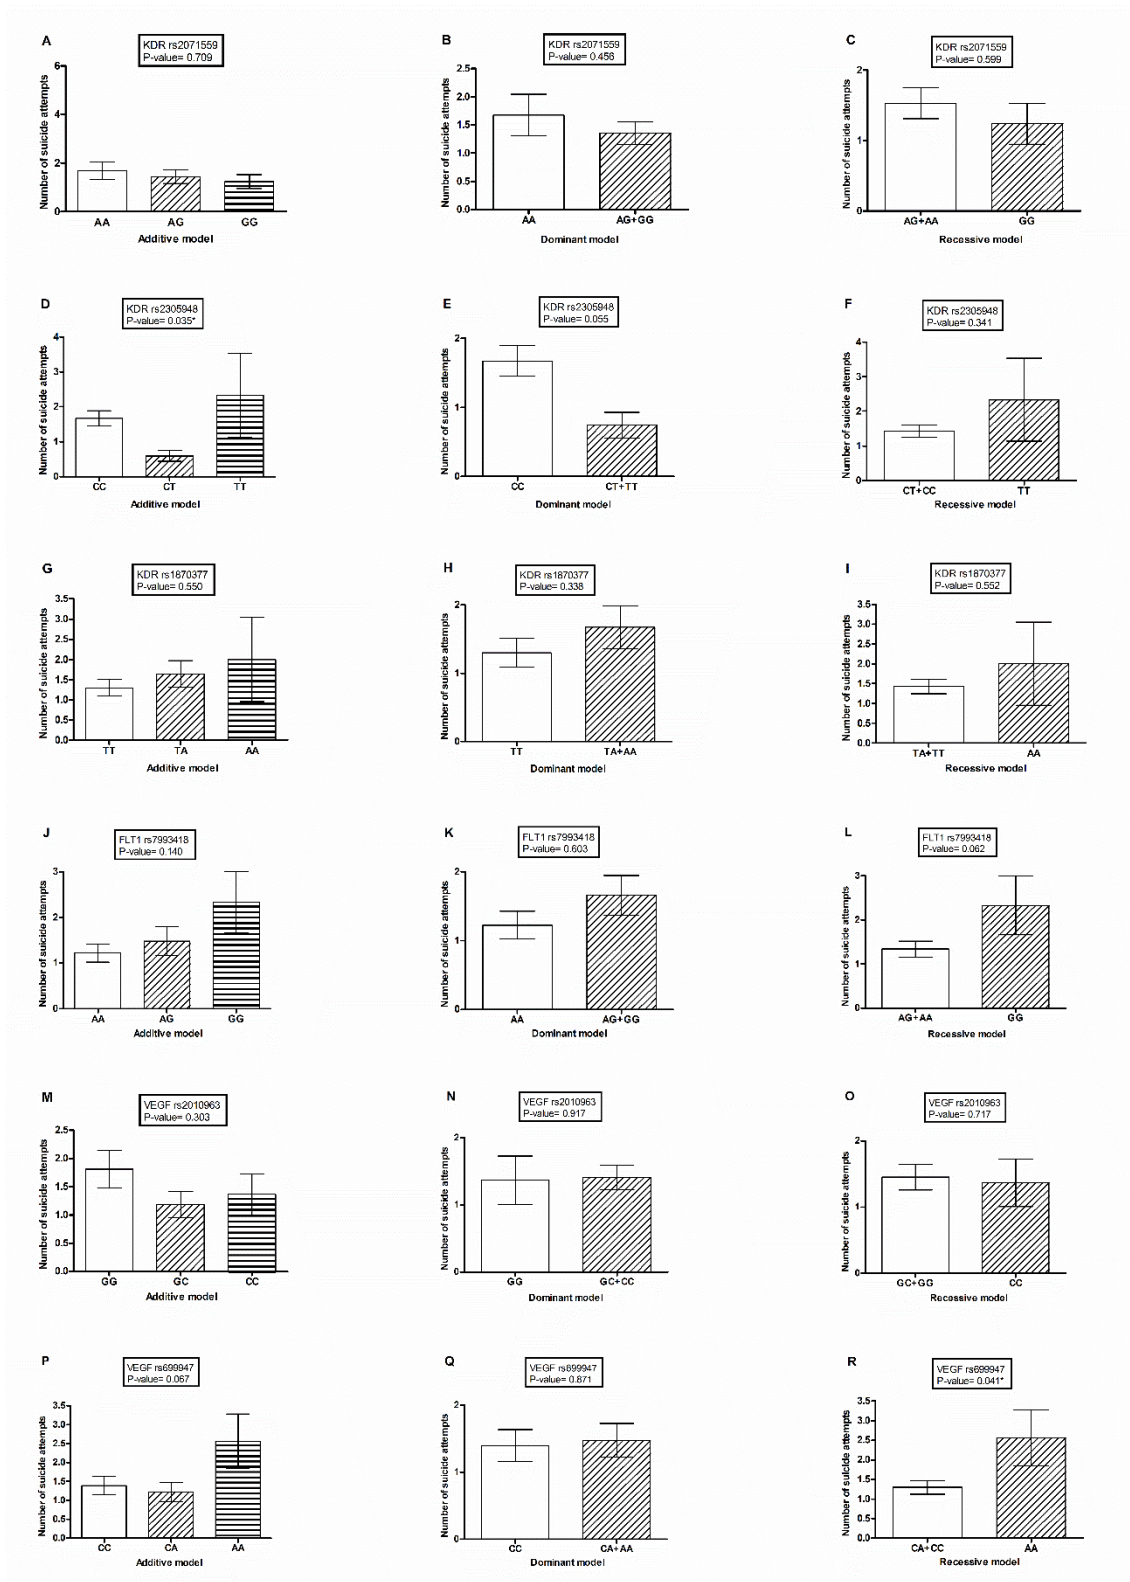 A
KDR rs2071559
P-value= 0.709
Number of suicide attempts
6
4
2
0
AA AG GG
Additive model
B
KDR rs2071559
P-value= 0.456
Number of suicide attempts
2.5
2.0
1.5
1.0
0.5
0.0
AA AG+GG
Dominant model
C
KDR rs2071559
P-value= 0.599
Number of suicide attempts
2
1
0
AG+AA GG
Recessive model
D
KDR rs2305948
P-value= 0.035*
Number of suicide attempts
4
3
2
1
0
CC CT TT
Additive model
E
KDR rs2305948
P-value= 0.055
Number of suicide attempts
2
1
0
CC CT+TT
Dominant model
F
KDR rs2305948
P-value= 0.341
Number of suicide attempts
4
3
2
1
0
CT+CC TT
Recessive model
G
KDR rs1870377
P-value= 0.550
Number of suicide attempts
3.5
3.0
2.5
2.0
1.5
1.0
0.5
0.0
TT TA AA
Additive model
H
KDR rs1870377
P-value= 0.338
Number of suicide attempts
2
1
0
TT TA+AA
Dominant model
I
KDR rs1870377
P-value= 0.552
Number of suicide attempts
3.5
3.0
2.5
2.0
1.5
1.0
0.5
0.0
TA+TT AA
Recessive model
J
FLT1 rs7993418
P-value= 0.140
Number of suicide attempts
3
2
1
0
AA AG GG
Additive model
K
FLT1 rs7993418
P-value= 0.603
Number of suicide attempts
2
1
0
AA AG+GG
Dominant model
L
FLT1 rs7993418
P-value= 0.062
Number of suicide attempts
3
2
1
0
AG+AA GG
Recessive model
M
VEGF rs2010963
P-value= 0.303
Number of suicide attempts
2.5
2.0
1.5
1.0
0.5
0.0
GG GC CC
Additive model
N
VEGF rs2010963
P-value= 0.917
Number of suicide attempts
2
1
0
GG GC+CC
Dominant model
O
VEGF rs2010963
P-value= 0.717
Number of suicide attempts
2
1
0
GC+GG CC
Recessive model
P
VEGF rs699947
P-value= 0.067
Number of suicide attempts
3.5
3.0
2.5
2.0
1.5
1.0
0.5
0.0
CC CA AA
Additive model
Q
VEGF rs699947
P-value= 0.871
Number of suicide attempts
2
1
0
CC CA+AA
Dominant model
R
VEGF rs699947
P-value= 0.041*
Number of suicide attempts
3.5
3.0
2.5
2.0
1.5
1.0
0.5
0.0
CA+CC AA
Recessive model